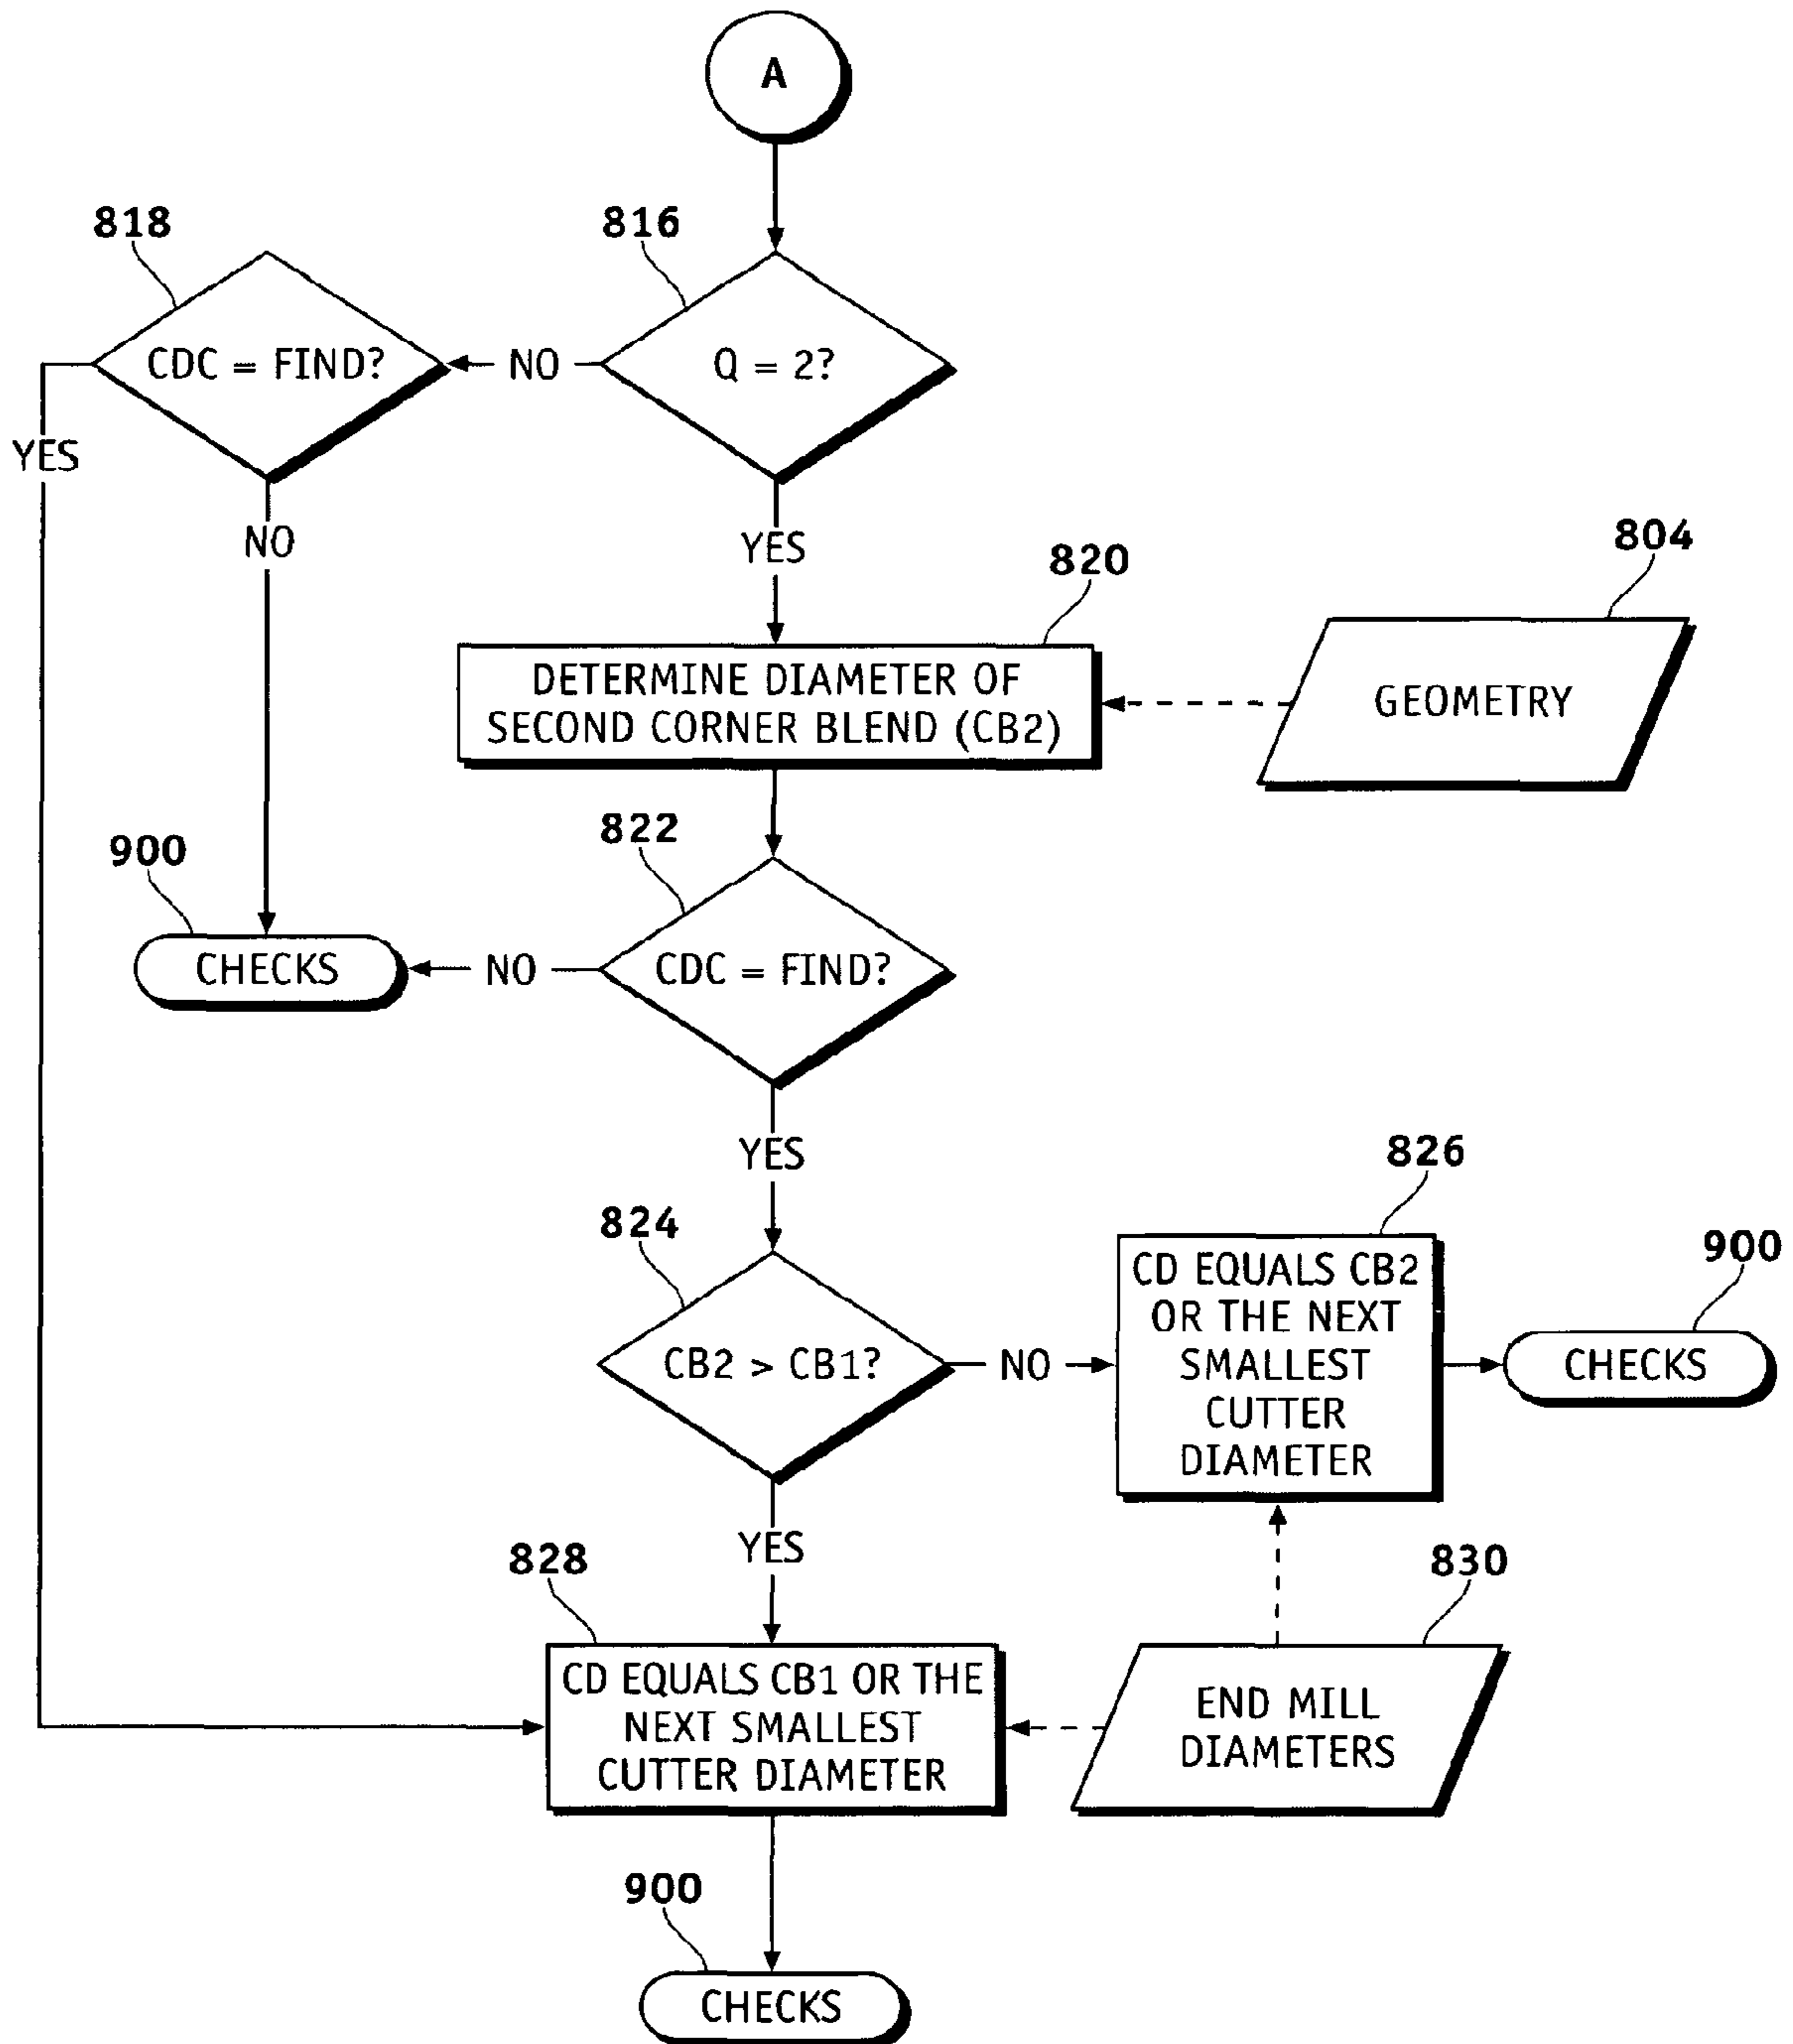 A
818
816
CDC = FIND?
NO
Q = 2?
YES
NO
YES
820
804
DETERMINE DIAMETER OF
SECOND CORNER BLEND (CB2)
GEOMETRY
822
900
CHECKS
NO
CDC = FIND?
YES
826
824
900
CD EQUALS CB2
OR THE NEXT
SMALLEST
CUTTER
DIAMETER
CB2 > CB1?
NO
CHECKS
YES
828
830
CD EQUALS CB1 OR THE
NEXT SMALLEST
CUTTER DIAMETER
END MILL
DIAMETERS
900
CHECKS